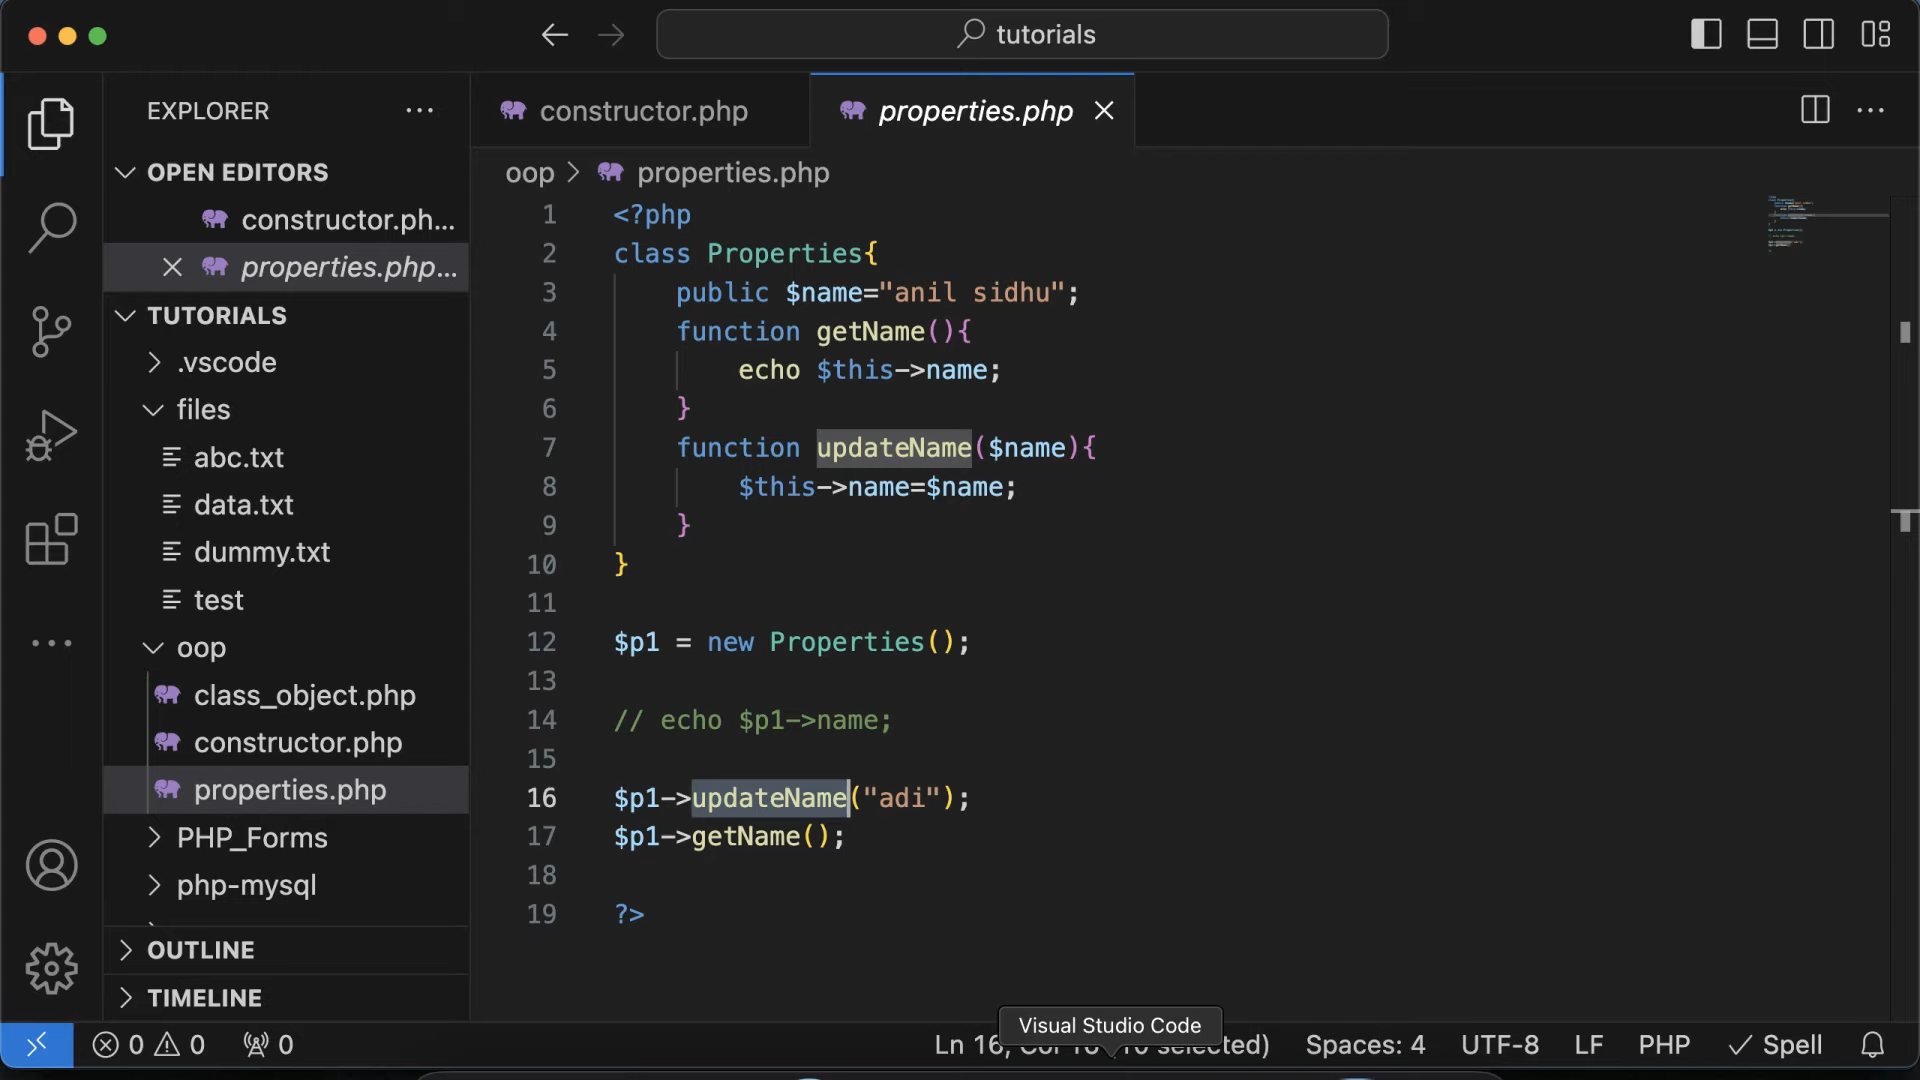 tutorials
EXPLORER
OPEN EDITORS
constructor.ph...
properties.php...
TUTORIALS
.vscode
files
abc.txt
data.txt
dummy.txt
test
oop
class_object.php
constructor.php
properties.php
PHP_Forms
php-mysql
OUTLINE
TIMELINE
constructor.php
properties.php
oop > properties.php
1 <?php
2 class Properties{
3 public $name="anil sidhu";
4 function getName(){
5 echo $this->name;
6 }
7 function updateName($name){
8 $this->name=$name;
9 }
10 }
11
12 $p1 = new Properties();
13
14 // echo $p1->name;
15
16 $p1->updateName("adi");
17 $p1->getName();
18
19 ?>
Visual Studio Code
0 0 0
Ln 16, selected) Spaces: 4 UTF-8 LF PHP Spell